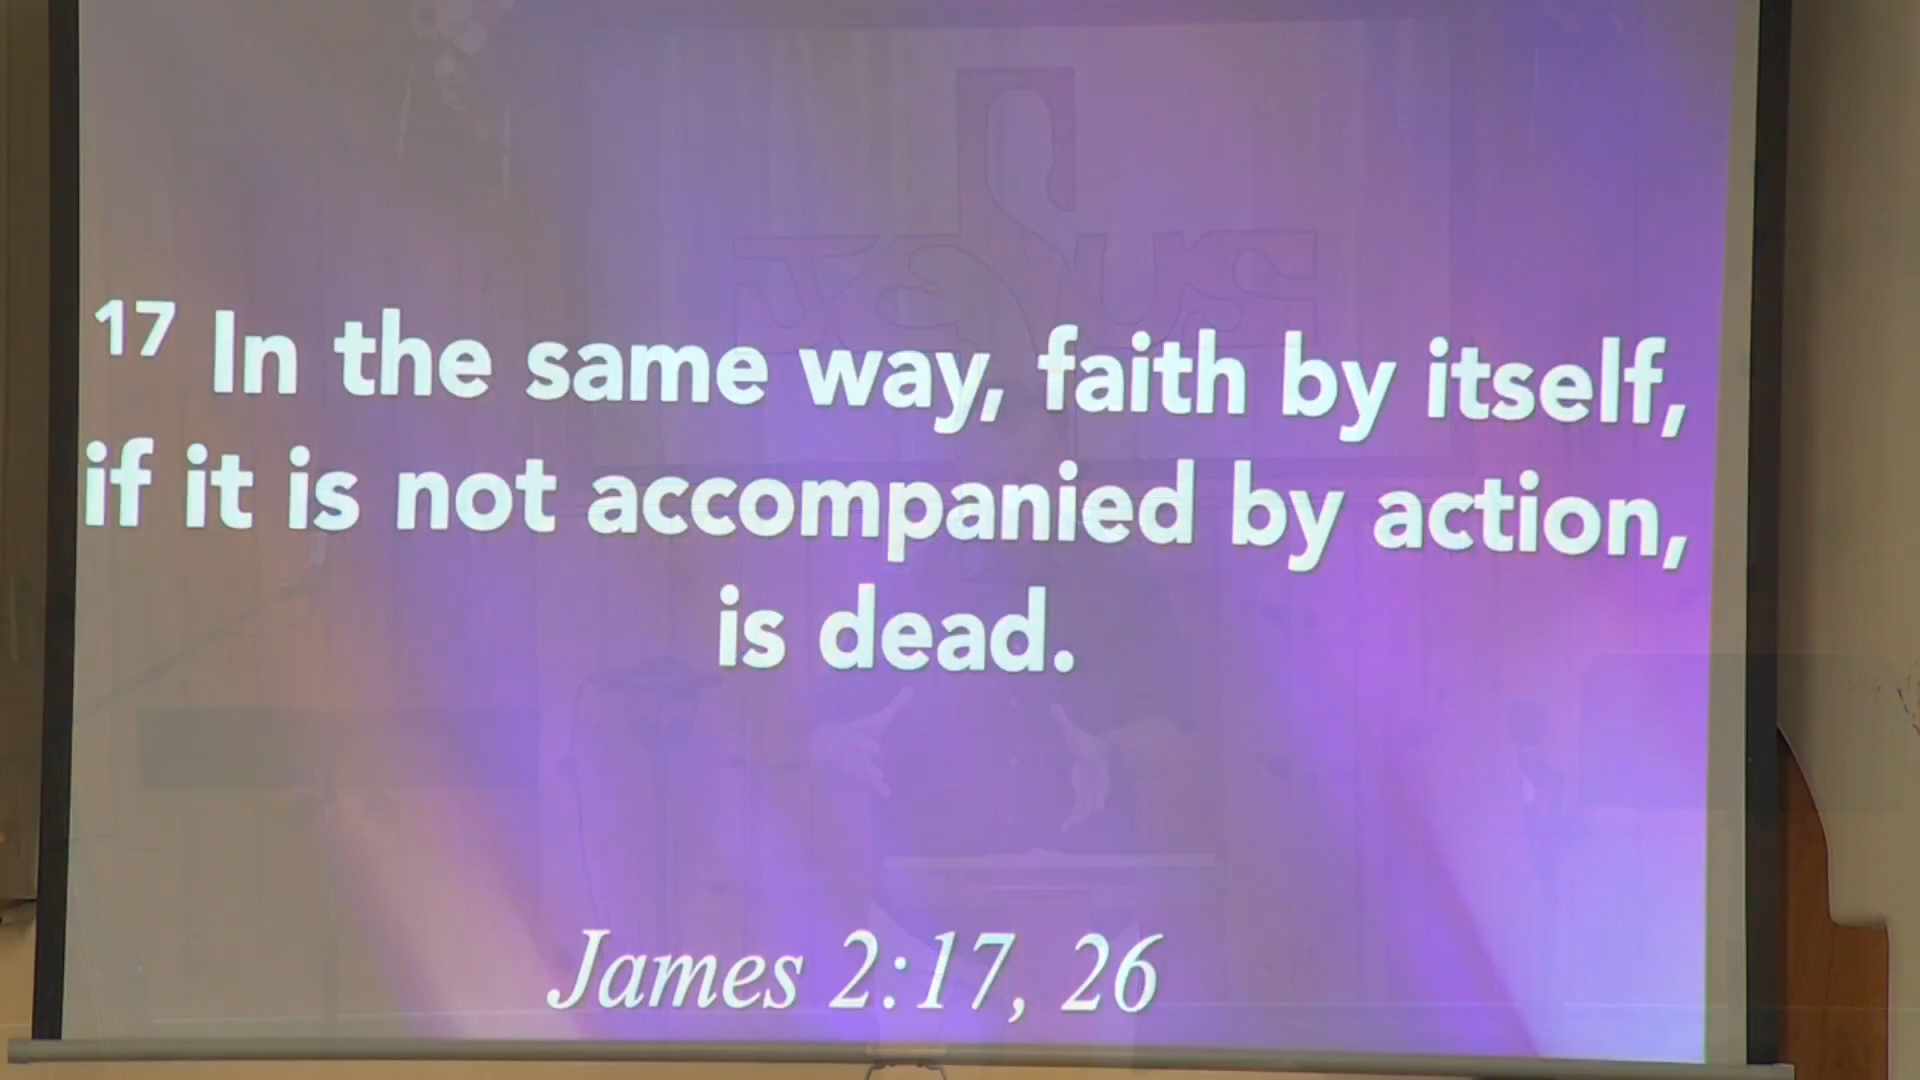 Jesus
17 In the same way, faith by itself,
if it is not accompanied by action,
is dead.
James 2:17, 26